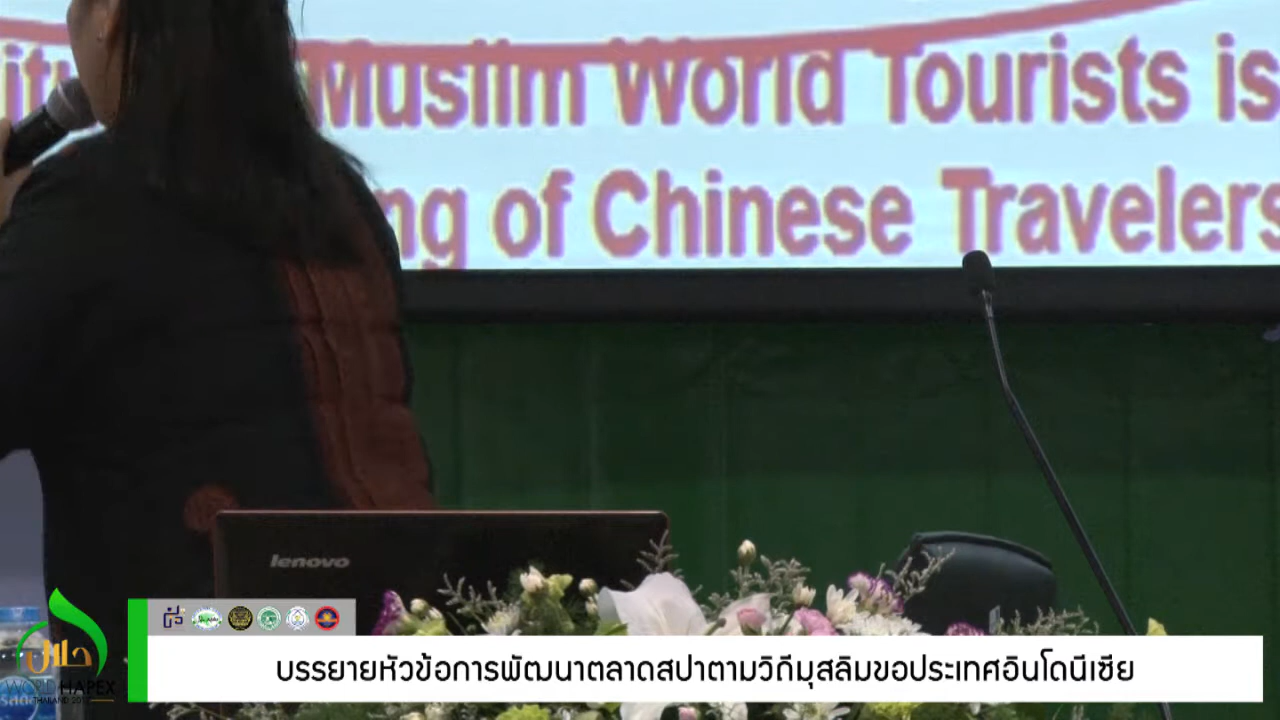 Muslim World Tourists is
of Chinese Travelers
lenovo
حلال
WORLD HAPEX
บรรยายหัวข้อการพัฒนาตลาดสปาตามวิถีมุสลิมขอประเทศอินโดนีเซีย